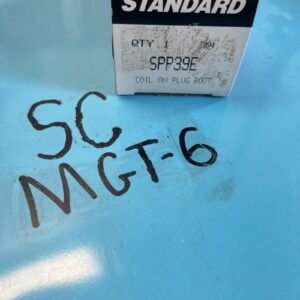 STANDARD
QTY 1
SPP39E
COIL ON PLUG BOOT
SC
MGT-6